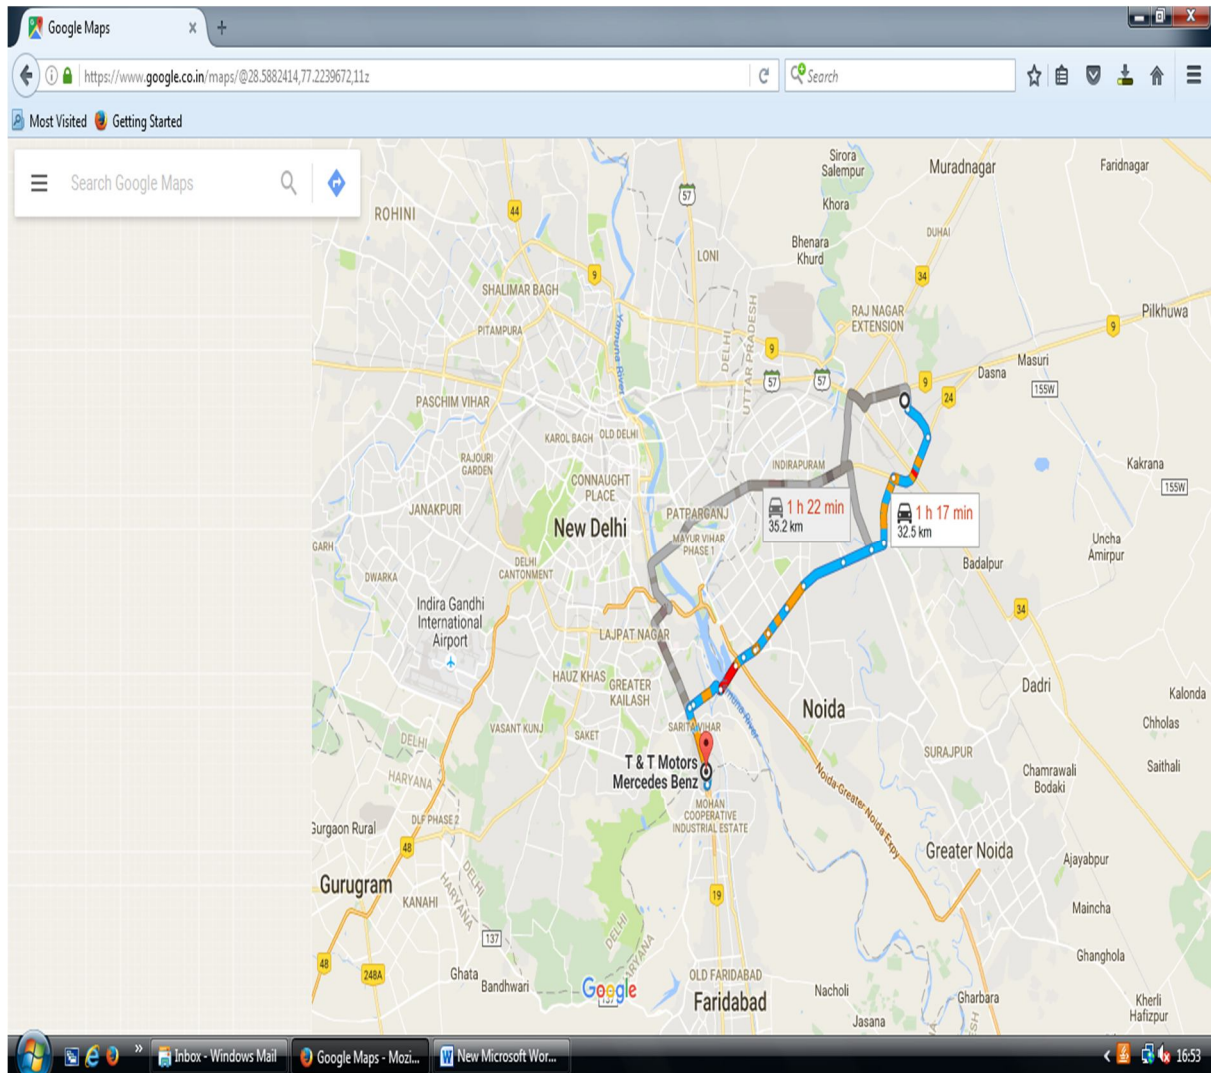 Google Maps
https://www.google.co.in/maps/@28.5882414,77.2239672,11z
Search
Most Visited
Getting Started
Search Google Maps
Sirora
Salempur
Muradnagar
Faridnagar
57
Khora
ROHINI
44
DUHAI
Bhenara
Khurd
LONI
9
34
SHALIMAR BAGH
RAJ NAGAR
EXTENSION
Pilkhuwa
PITAMPURA
Yamuna River
DELHI
UTTAR PRADESH
9
9
Masuri
57
57
Dasna
9
155W
24
PASCHIM VIHAR
KAROL BAGH
OLD DELHI
RAJOURI
GARDEN
INDIRAPURAM
Kakrana
CONNAUGHT
PLACE
155W
JANAKPURI
1 h 22 min
35.2 km
1 h 17 min
32.5 km
PATPARGANJ
New Delhi
MAYUR VIHAR
PHASE 1
Uncha
Amirpur
GARH
DELHI
CANTONMENT
Badalpur
DWARKA
Indira Gandhi
International
Airport
34
LAJPAT NAGAR
HAUZ KHAS
GREATER
KAILASH
Dadri
Kalonda
Noida
Chholas
VASANT KUNJ
SAKET
SARITA VIHAR
DELHI
SURAJPUR
T & T Motors
Mercedes Benz
Saithali
HARYANA
Chamrawali
Bodaki
Noida-Greater Noida Expy
MOHAN
COOPERATIVE
INDUSTRIAL ESTATE
DLF PHASE 2
Gurgaon Rural
48
Greater Noida
Ajayabpur
Gurugram
KANAHI
DELHI
HARYANA
19
Maincha
DELHI
HARYANA
137
Ghanghola
48
248A
Ghata
Bandhwari
Google
OLD FARIDABAD
Faridabad
Nacholi
Gharbara
Kherli
Hafizpur
Jasana
Inbox - Windows Mail
Google Maps - Mozi...
New Microsoft Wor...
16:53